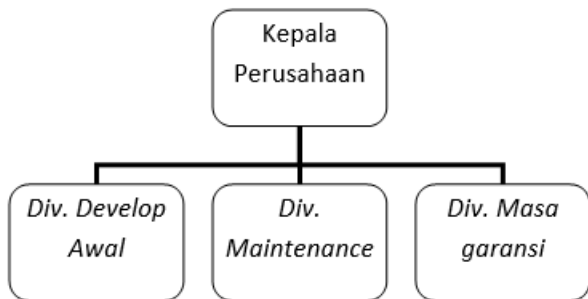 Kepala
Perusahaan
Div. Develop
Awal
Div.
Maintenance
Div. Masa
garansi